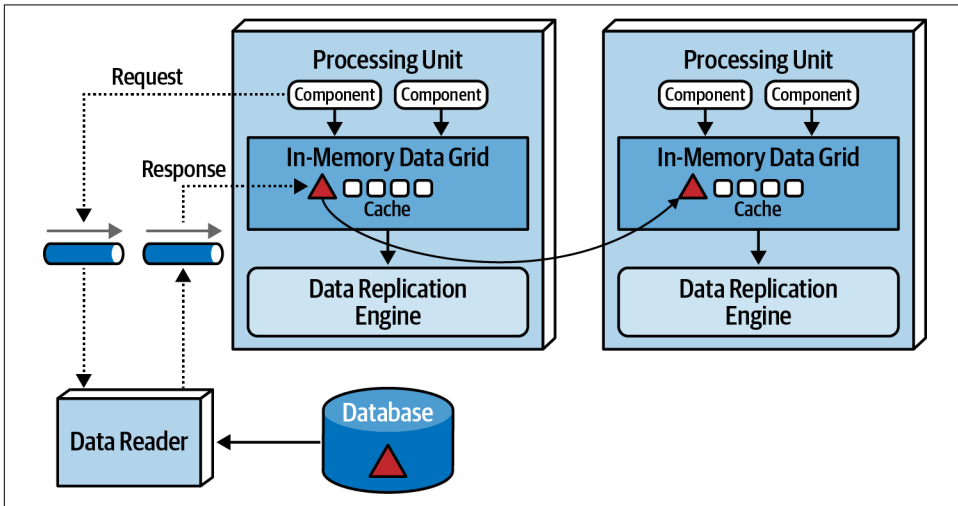 Processing Unit
Component
Component
In-Memory Data Grid
Cache
Data Replication
Engine
Processing Unit
Component
Component
In-Memory Data Grid
Cache
Data Replication
Engine
Request
Response
Data Reader
Database